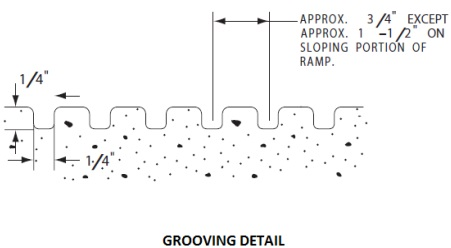 APPROX. 3/4" EXCEPT
APPROX. 1 -1/2" ON
SLOPING PORTION OF
RAMP.
1/4"
1/4"
GROOVING DETAIL